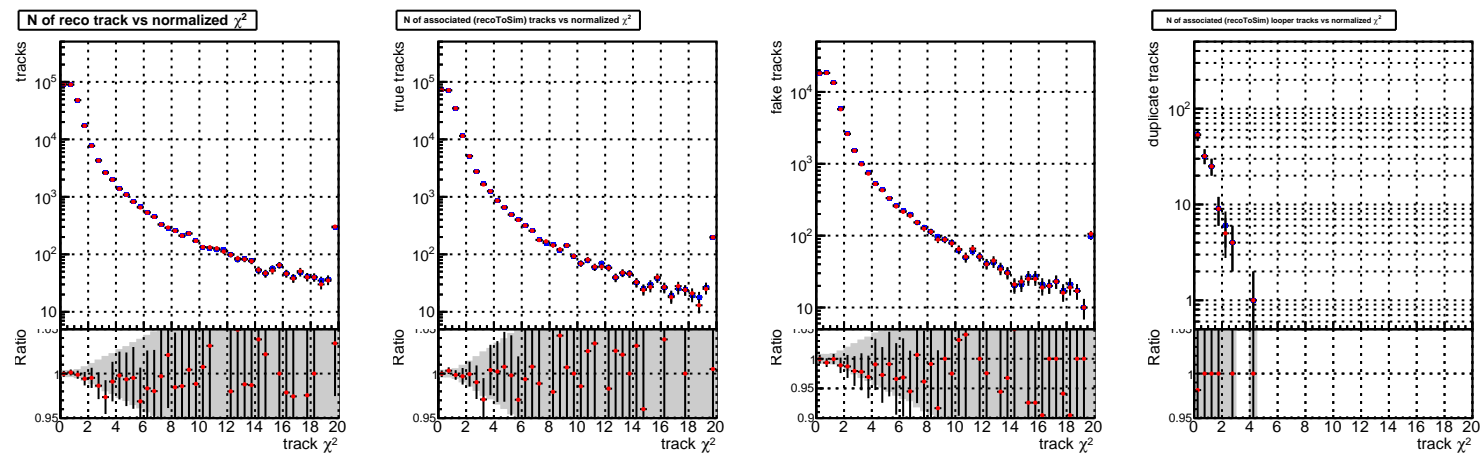 N of reco track vs normalized χ²
tracks
10⁵
10⁴
10³
10²
10
Ratio
1
0.95
0 2 4 6 8 10 12 14 16 18 20
track χ²
N of associated (recoToSim) tracks vs normalized χ²
true tracks
10⁵
10⁴
10³
10²
10
Ratio
1
0.95
0 2 4 6 8 10 12 14 16 18 20
track χ²
fake tracks
10⁴
10³
10²
10
Ratio
1
0.95
0.9
0 2 4 6 8 10 12 14 16 18 20
track χ²
N of associated (recoToSim) looper tracks vs normalized χ²
duplicate tracks
10²
10
1
Ratio
1
0.95
0 2 4 6 8 10 12 14 16 18 20
track χ²